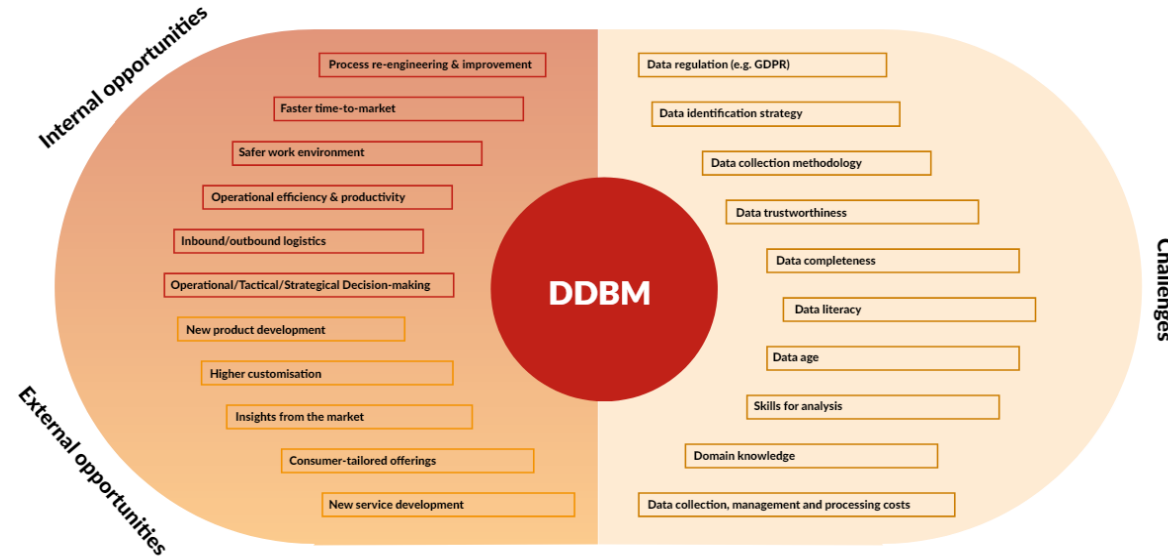 Internal opportunities
Process re-engineering & improvement
Faster time-to-market
Safer work environment
Operational efficiency & productivity
Inbound/outbound logistics
Operational/Tactical/Strategical Decision-making
External opportunities
New product development
Higher customisation
Insights from the market
Consumer-tailored offerings
New service development
DDBM
Challenges
Data regulation (e.g. GDPR)
Data identification strategy
Data collection methodology
Data trustworthiness
Data completeness
Data literacy
Data age
Skills for analysis
Domain knowledge
Data collection, management and processing costs